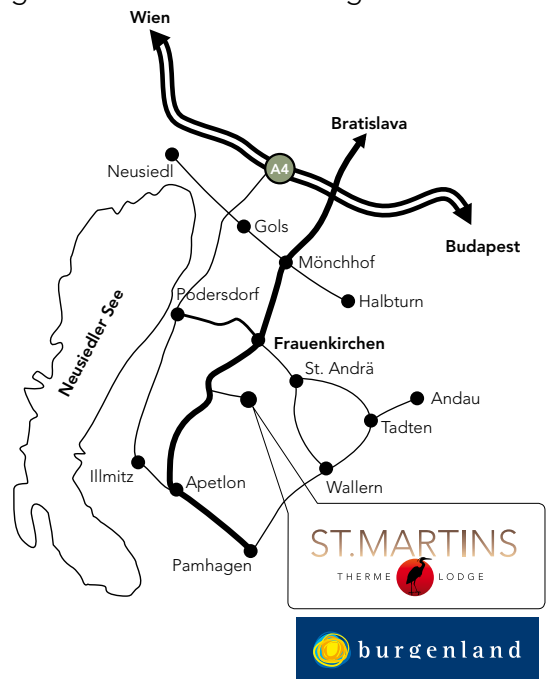 Wien
Bratislava
A4
Neusiedl
Gols
Budapest
Mönchhof
Podersdorf
Halbturn
Neusiedler See
Frauenkirchen
St. Andrä
Andau
Tadten
Illmitz
Apetlon
Wallern
Pamhagen
ST.MARTINS
THERME LODGE
burgenland